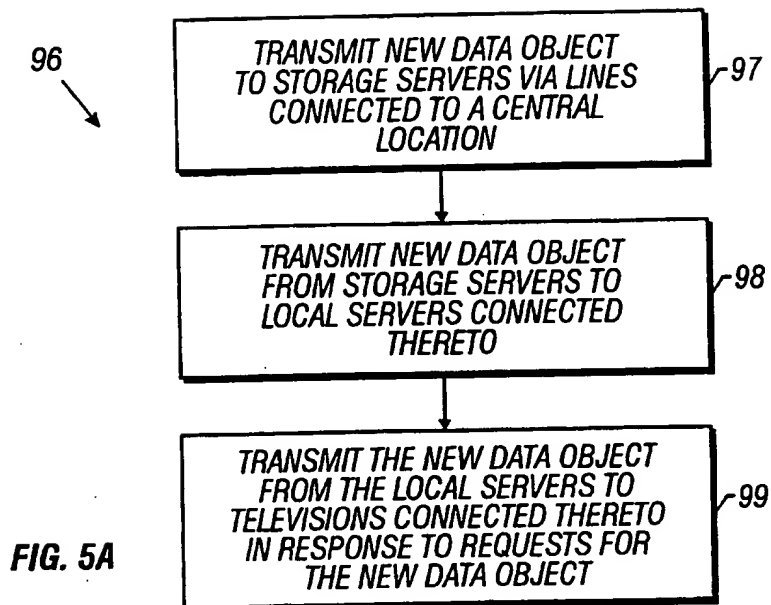 96
TRANSMIT NEW DATA OBJECT
TO STORAGE SERVERS VIA LINES
CONNECTED TO A CENTRAL
LOCATION
97
TRANSMIT NEW DATA OBJECT
FROM STORAGE SERVERS TO
LOCAL SERVERS CONNECTED
THERETO
98
TRANSMIT THE NEW DATA OBJECT
FROM THE LOCAL SERVERS TO
TELEVISIONS CONNECTED THERETO
IN RESPONSE TO REQUESTS FOR
THE NEW DATA OBJECT
99
FIG. 5A